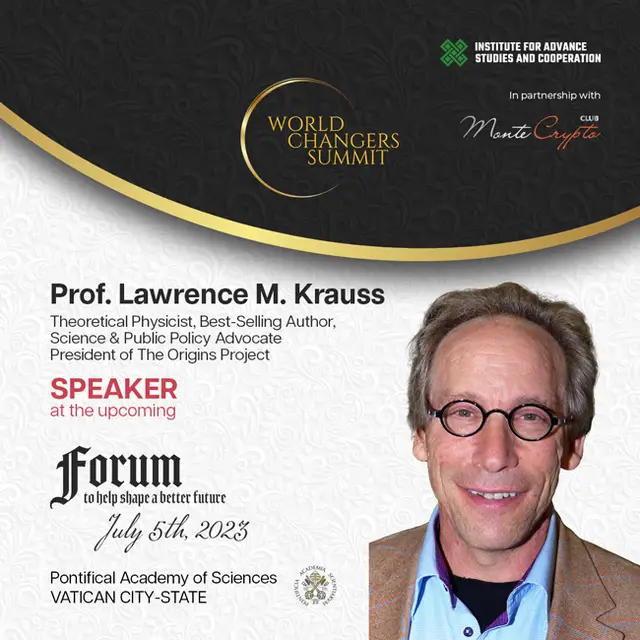 INSTITUTE FOR ADVANCE
STUDIES AND COOPERATION
In partnership with
Monte Crypto
CLUB
WORLD
CHANGERS
SUMMIT
Prof. Lawrence M. Krauss
Theoretical Physicist, Best-Selling Author,
Science & Public Policy Advocate
President of The Origins Project
SPEAKER
at the upcoming
Forum
to help shape a better future
July 5th, 2023
Pontifical Academy of Sciences
VATICAN CITY-STATE